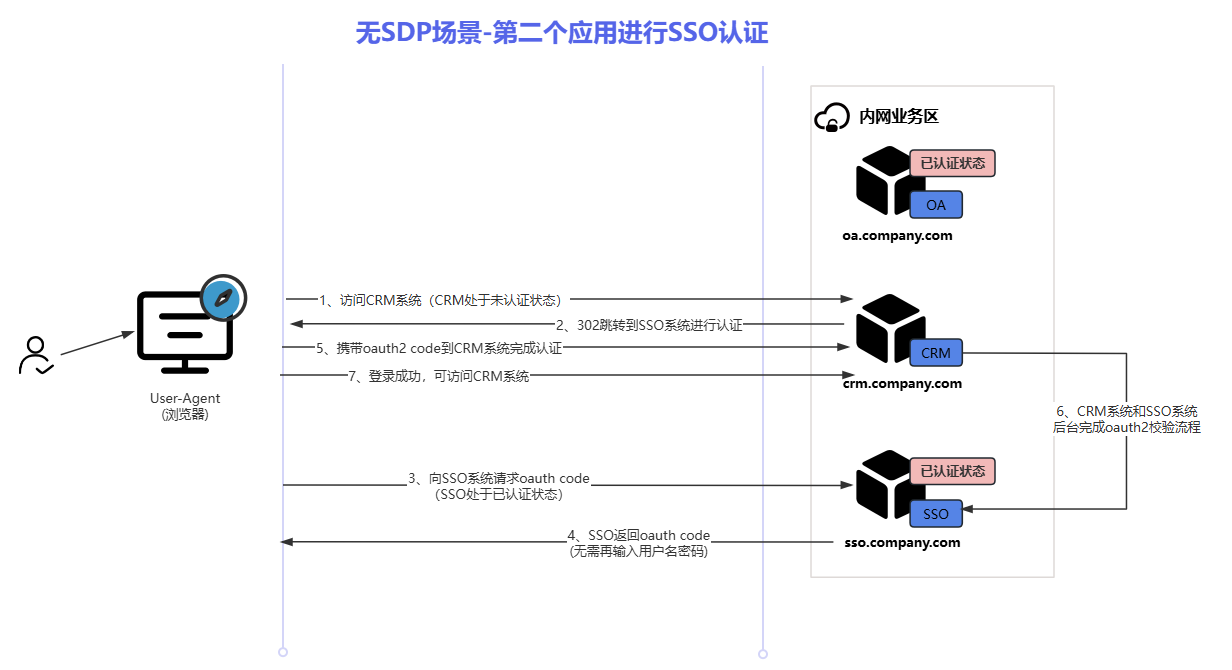 无SDP场景-第二个应用进行SSO认证
内网业务区
已认证状态
OA
oa.company.com
1、访问CRM系统（CRM处于未认证状态）
2、302跳转到SSO系统进行认证
5、携带oauth2 code到CRM系统完成认证
7、登录成功，可访问CRM系统
CRM
crm.company.com
User-Agent
(浏览器)
6、CRM系统和SSO系统
后台完成oauth2校验流程
3、向SSO系统请求oauth code
（SSO处于已认证状态）
已认证状态
SSO
sso.company.com
4、SSO返回oauth code
(无需再输入用户名密码)